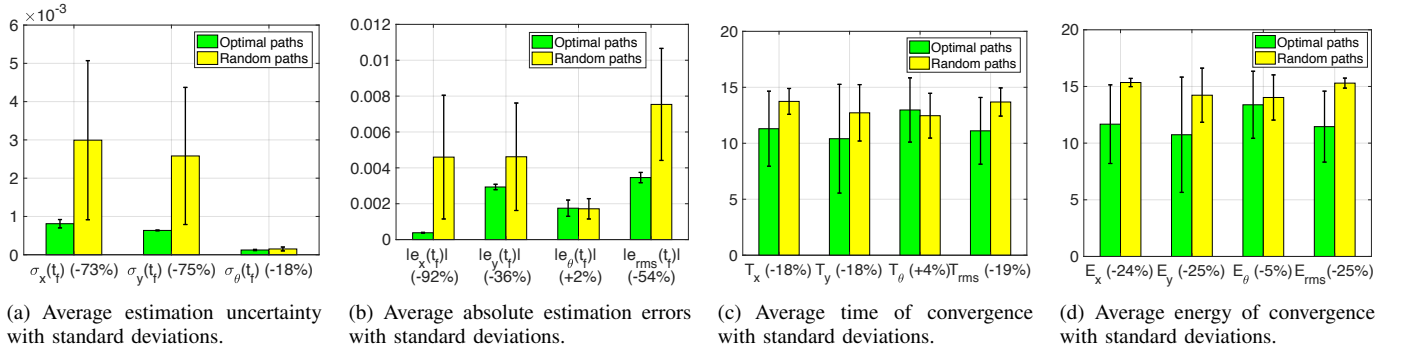 6 ×10⁻³
5
4
3
2
1
0
Optimal paths
Random paths
σx(tf) (-73%) σy(tf) (-75%) σθ(tf) (-18%)
(a) Average estimation uncertainty
with standard deviations.
0.012
0.01
0.008
0.006
0.004
0.002
0
Optimal paths
Random paths
|ex(tf)| |ey(tf)| |eθ(tf)| |erms(tf)|
(-92%) (-36%) (+2%) (-54%)
(b) Average absolute estimation errors
with standard deviations.
20
15
10
5
0
Optimal paths
Random paths
Tx (-18%) Ty (-18%) Tθ (+4%) Trms (-19%)
(c) Average time of convergence
with standard deviations.
20
15
10
5
0
Optimal paths
Random paths
Ex (-24%) Ey (-25%) Eθ (-5%) Erms (-25%)
(d) Average energy of convergence
with standard deviations.